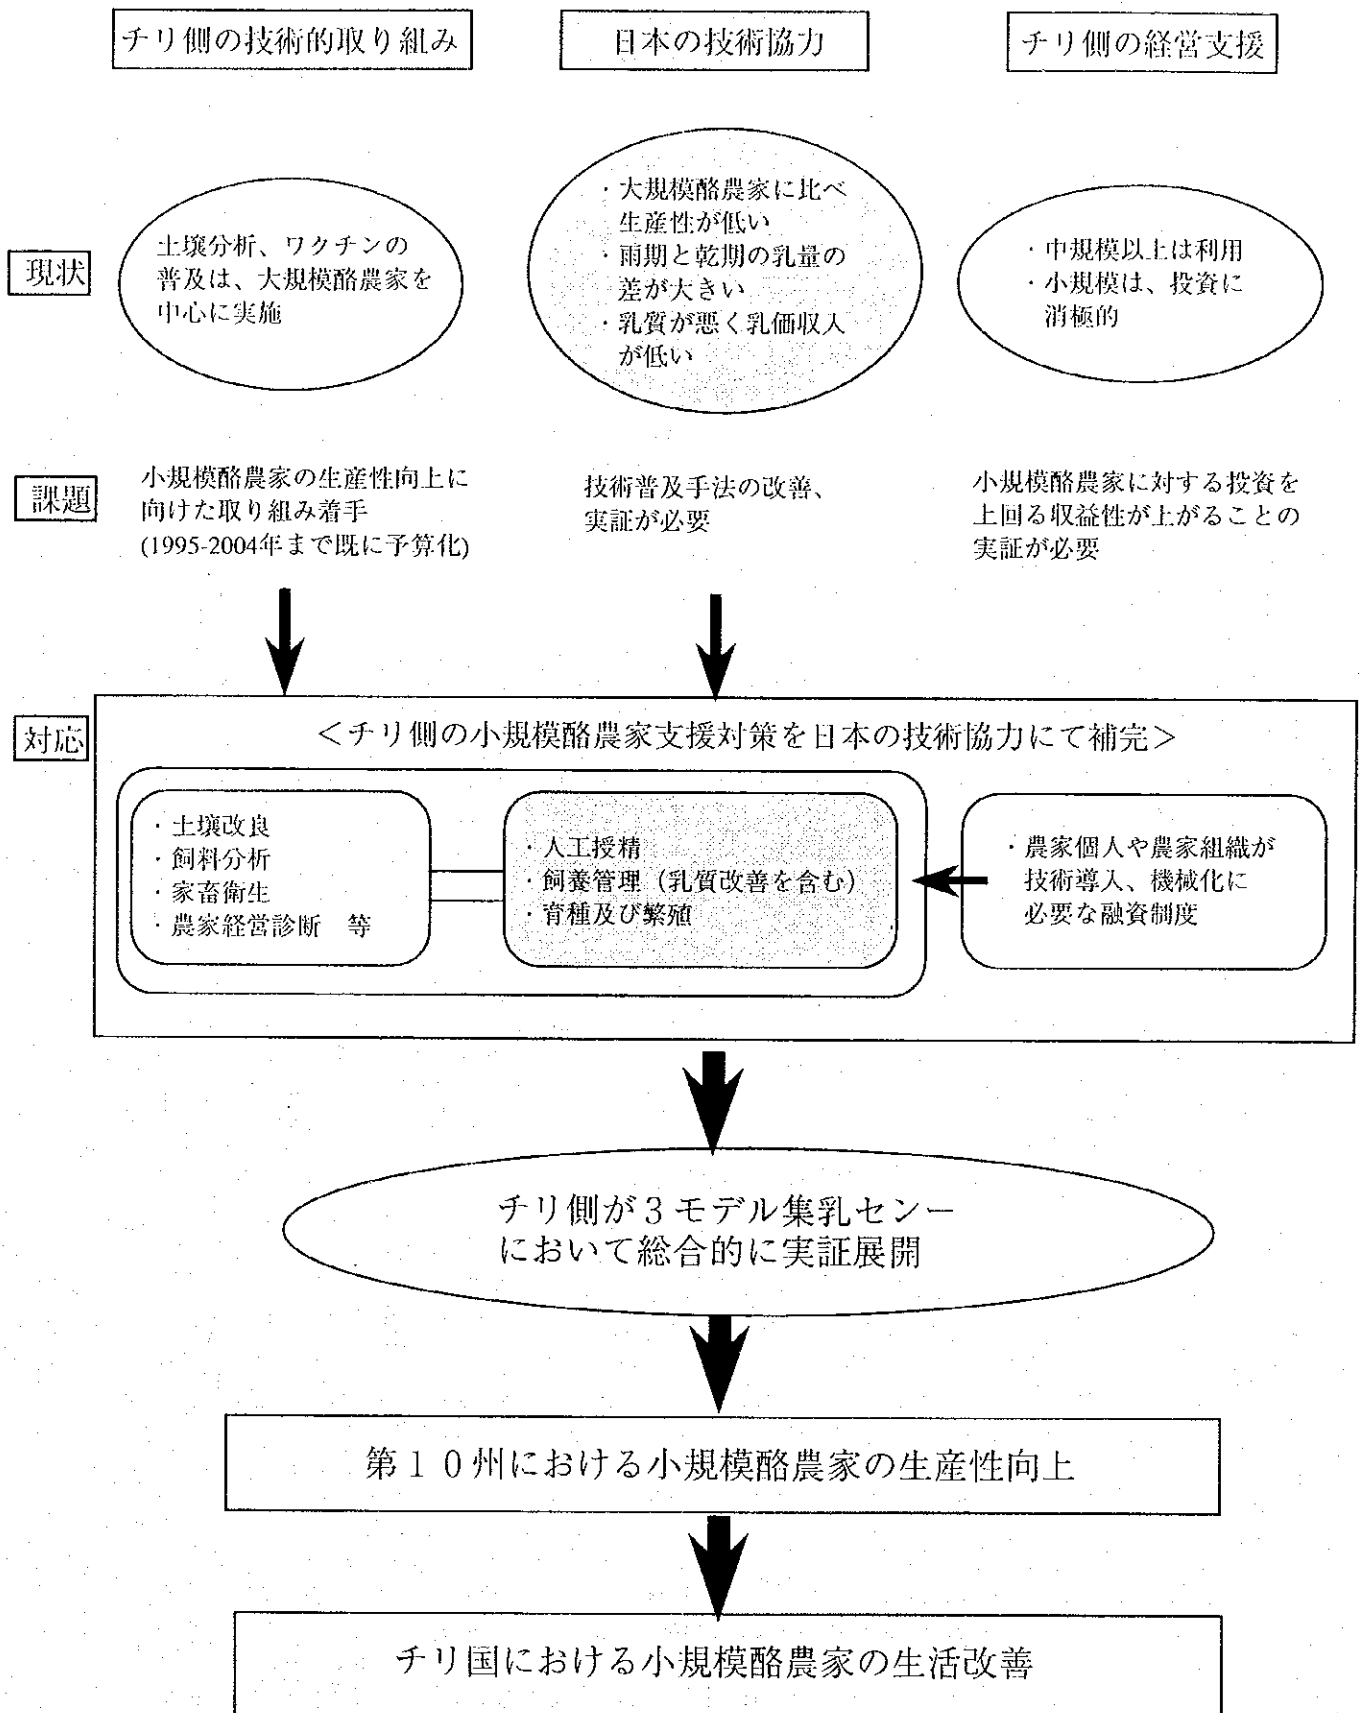 チリ側の技術的取り組み
日本の技術協力
チリ側の経営支援
現状
土壌分析、ワクチンの
普及は、大規模酪農家を
中心に実施
・大規模酪農家に比べ
生産性が低い
・雨期と乾期の乳量の
差が大きい
・乳質が悪く乳価収入
が低い
・中規模以上は利用
・小規模は、投資に
消極的
課題
小規模酪農家の生産性向上に
向けた取り組み着手
(1995-2004年まで既に予算化)
技術普及手法の改善、
実証が必要
小規模酪農家に対する投資を
上回る収益性が上がることの
実証が必要
対応
＜チリ側の小規模酪農家支援対策を日本の技術協力にて補完＞
・土壌改良
・飼料分析
・家畜衛生
・農家経営診断　等
・人工授精
・飼養管理（乳質改善を含む）
・育種及び繁殖
・農家個人や農家組織が
技術導入、機械化に
必要な融資制度
チリ側が３モデル集乳センー
において総合的に実証展開
第１０州における小規模酪農家の生産性向上
チリ国における小規模酪農家の生活改善